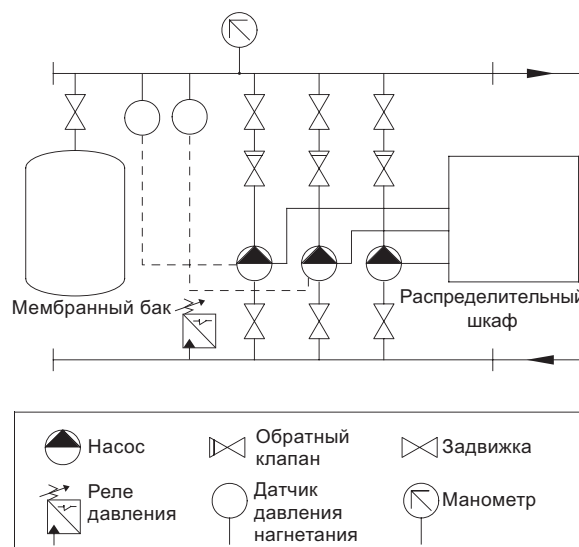 Мембранный бак
Распределительный
шкаф
Насос
Обратный
клапан
Задвижка
Реле
давления
Датчик
давления
нагнетания
Манометр